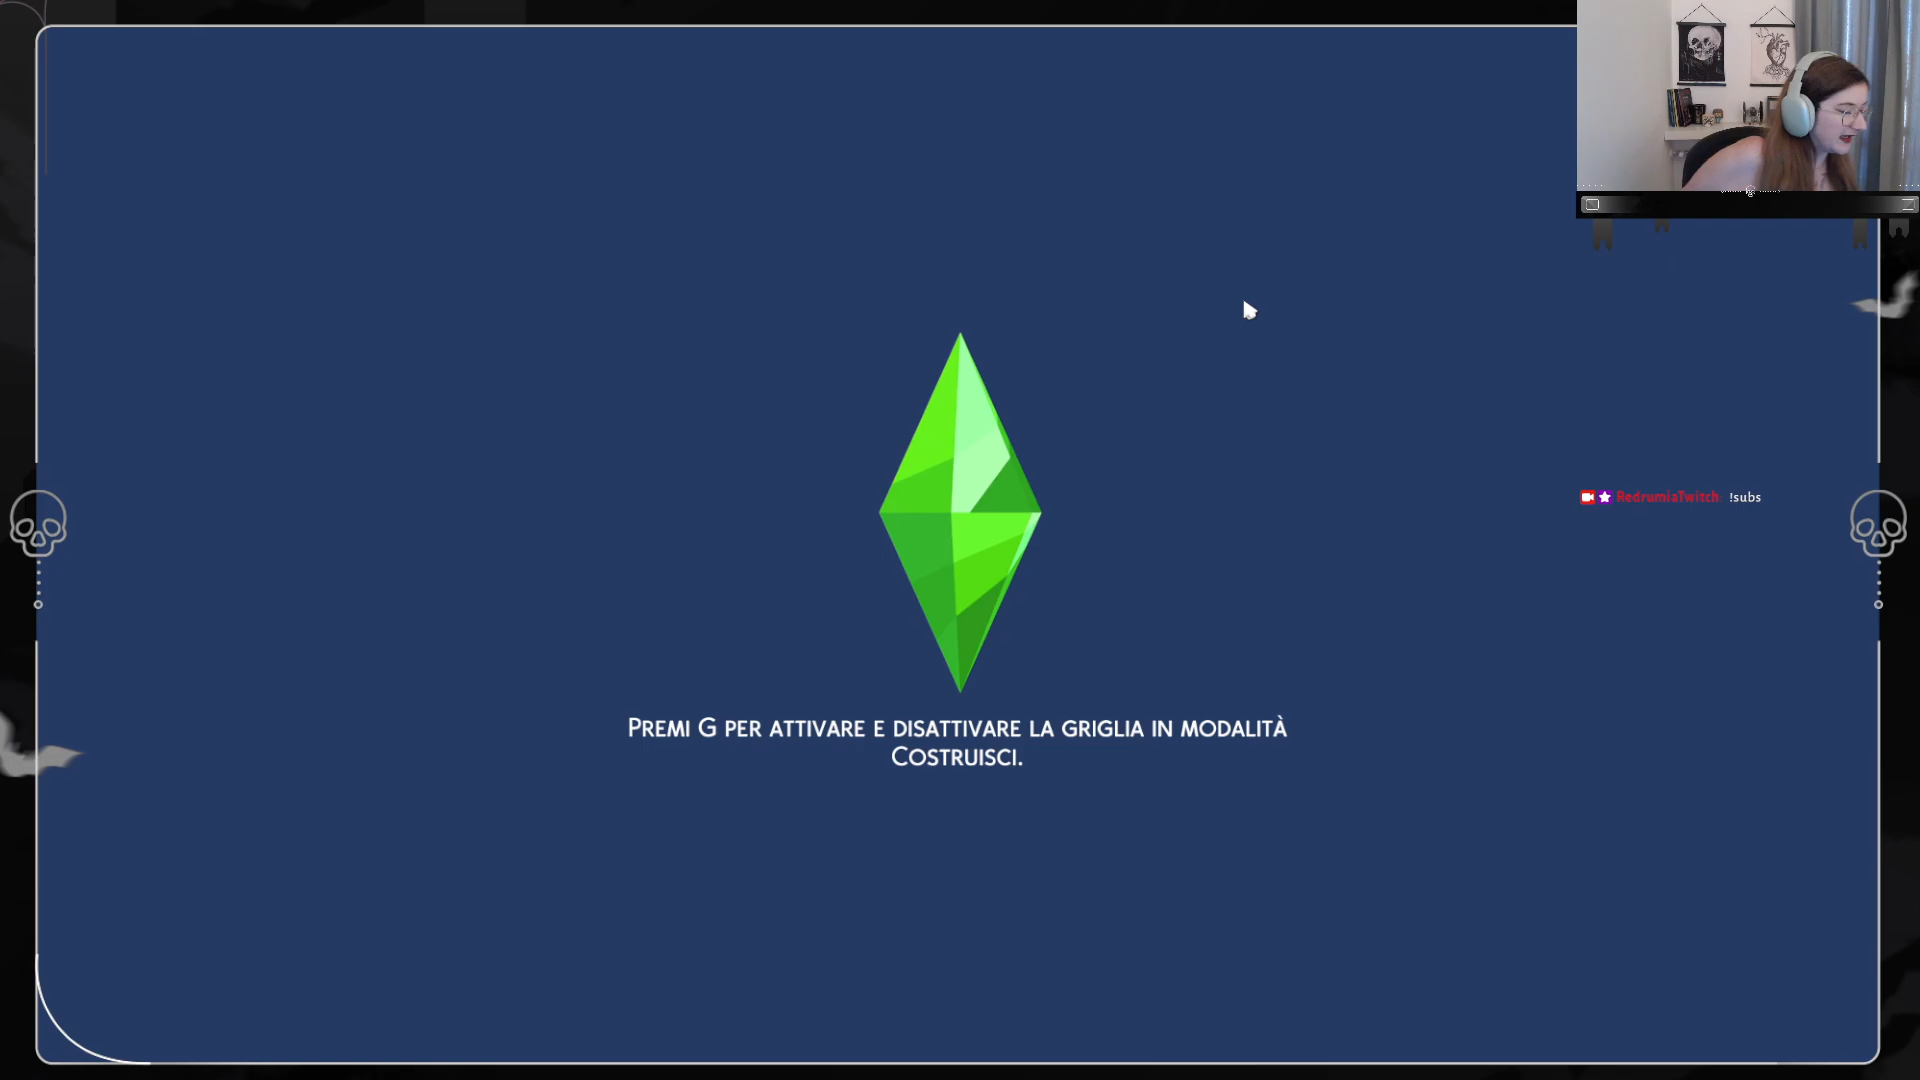 RedrumiaTwitch !subs
Premi G per attivare e disattivare la griglia in modalità
Costruisci.